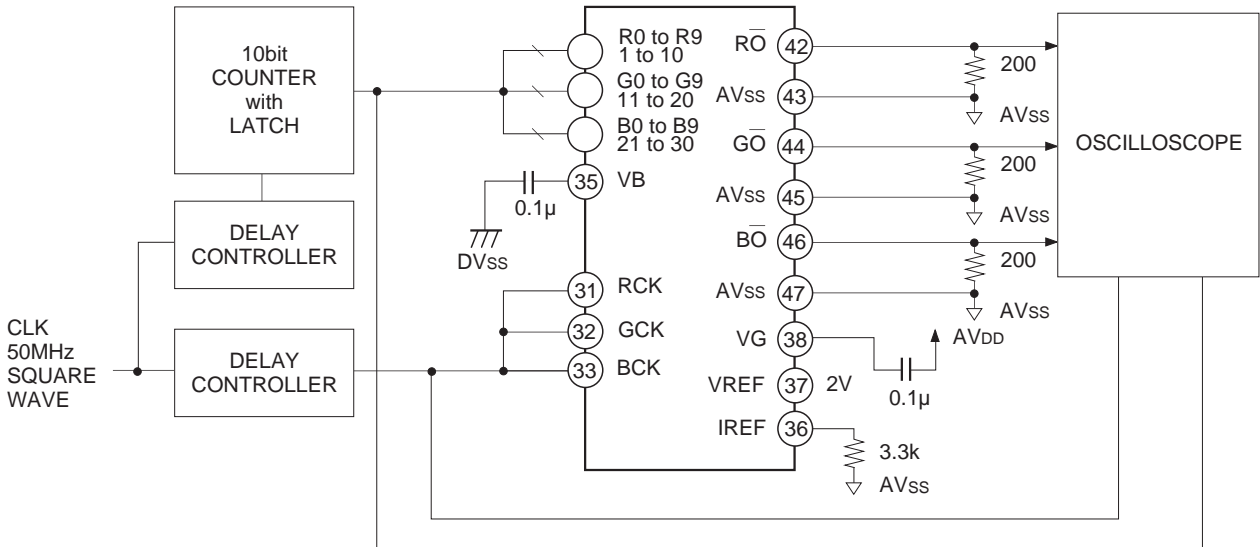 10bit
COUNTER
with
LATCH
DELAY
CONTROLLER
CLK
50MHz
SQUARE
WAVE
DELAY
CONTROLLER
R0 to R9
1 to 10
G0 to G9
11 to 20
B0 to B9
21 to 30
35 VB
0.1µ
DVSS
31 RCK
32 GCK
33 BCK
R̅O̅ 42
AVSS 43
G̅O̅ 44
AVSS 45
B̅O̅ 46
AVSS 47
VG 38
VREF 37 2V
IREF 36
200
AVSS
200
AVSS
200
AVSS
AVDD
0.1µ
3.3k
AVSS
OSCILLOSCOPE